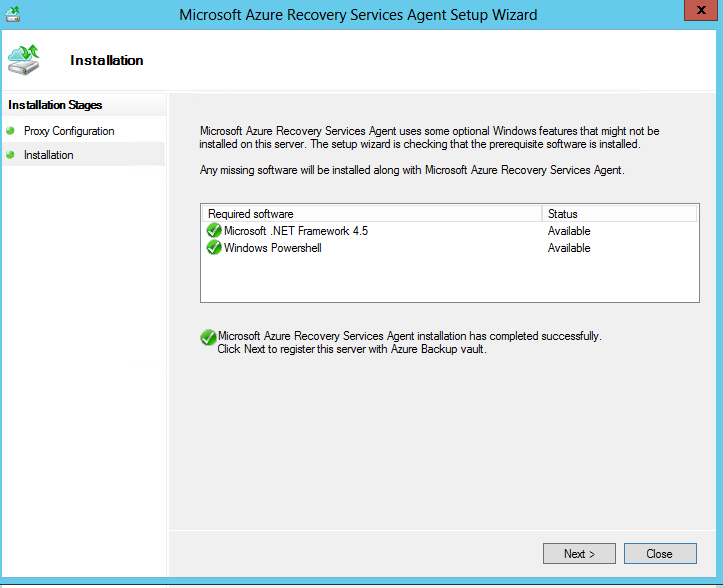 Microsoft Azure Recovery Services Agent Setup Wizard
x
Installation
Installation Stages
Proxy Configuration
Installation
Microsoft Azure Recovery Services Agent uses some optional Windows features that might not be
installed on this server. The setup wizard is checking that the prerequisite software is installed.
Any missing software will be installed along with Microsoft Azure Recovery Services Agent.
Required software Status
Microsoft .NET Framework 4.5 Available
Windows Powershell Available
Microsoft Azure Recovery Services Agent installation has completed successfully.
Click Next to register this server with Azure Backup vault.
Next > Close